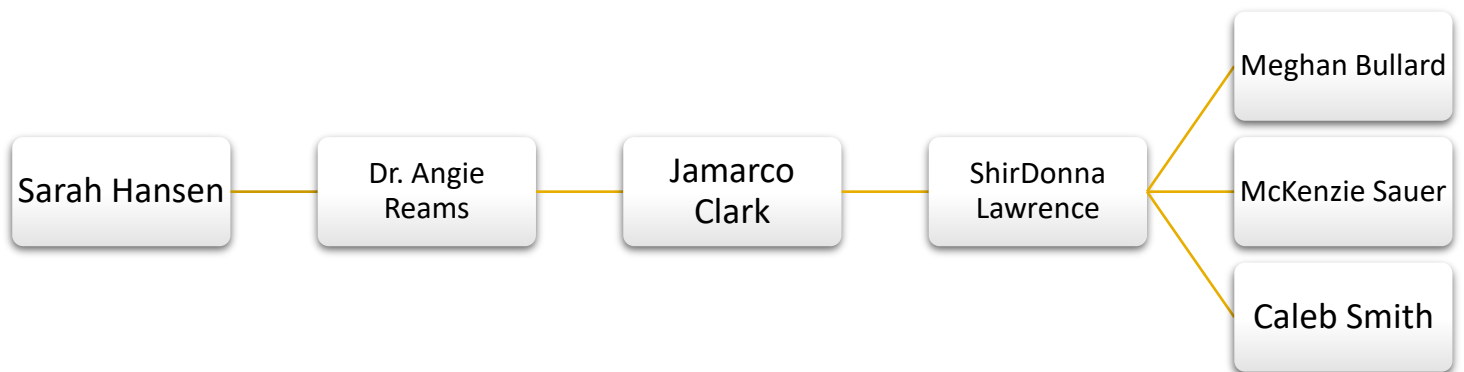 Sarah Hansen
Dr. Angie
Reams
Jamarco
Clark
ShirDonna
Lawrence
Meghan Bullard
McKenzie Sauer
Caleb Smith